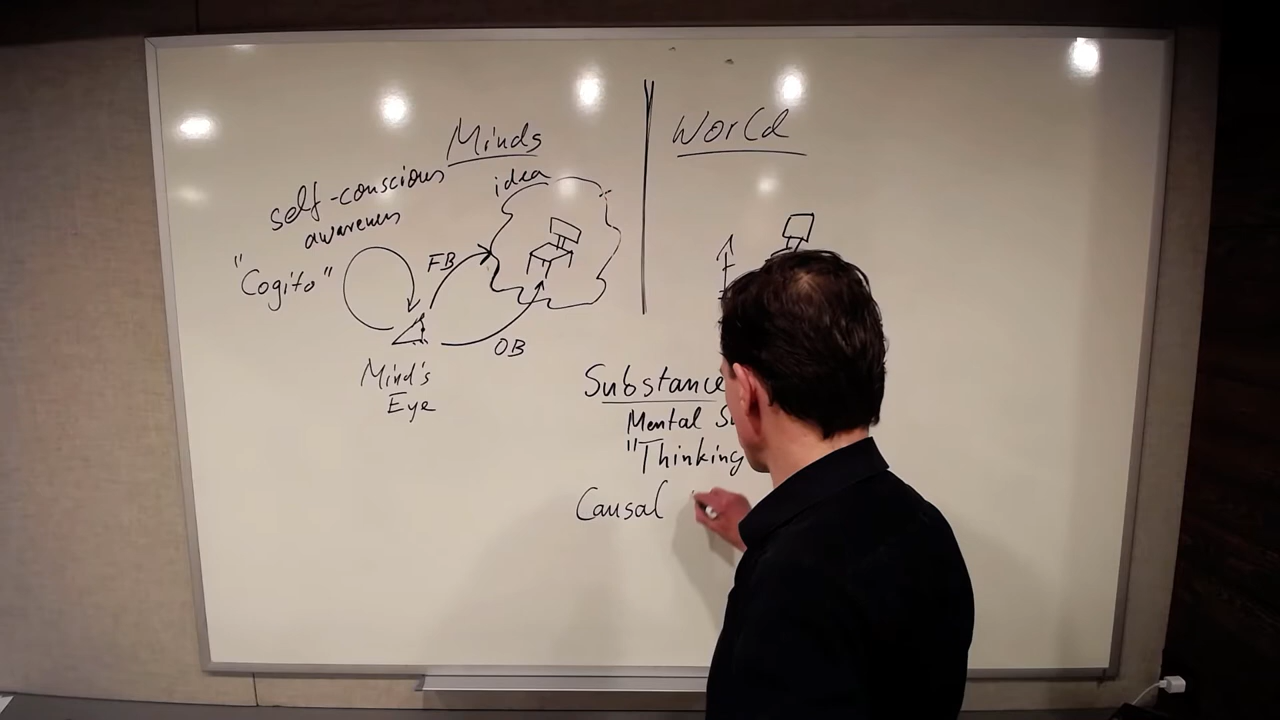 Minds
World
idea
self-conscious
awareness
"Cogito"
FB
OB
Mind's
Eye
Substance
Mental
"Thinking
Causal